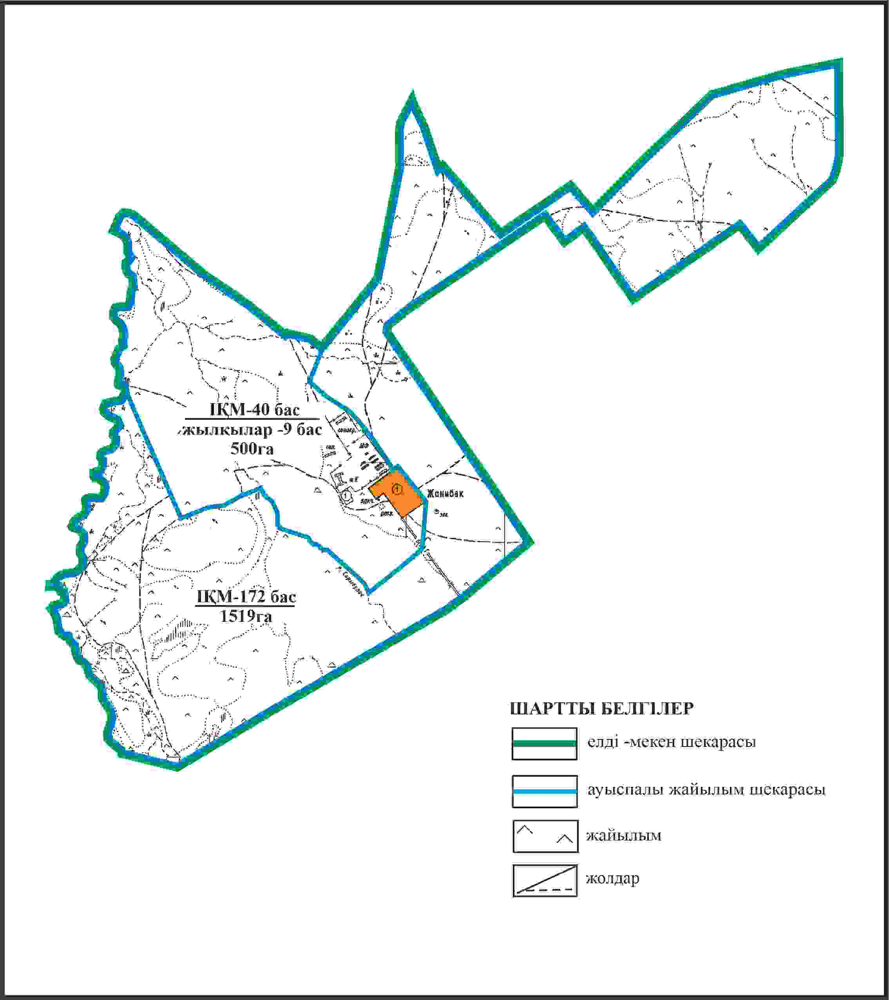 ІҚМ-40 бас
жылқылар -9 бас
500га
Жанибек
ІҚМ-172 бас
1519га
ШАРТТЫ БЕЛГІЛЕР
елді -мекен шекарасы
ауыспалы жайылым шекарасы
жайылым
жолдар